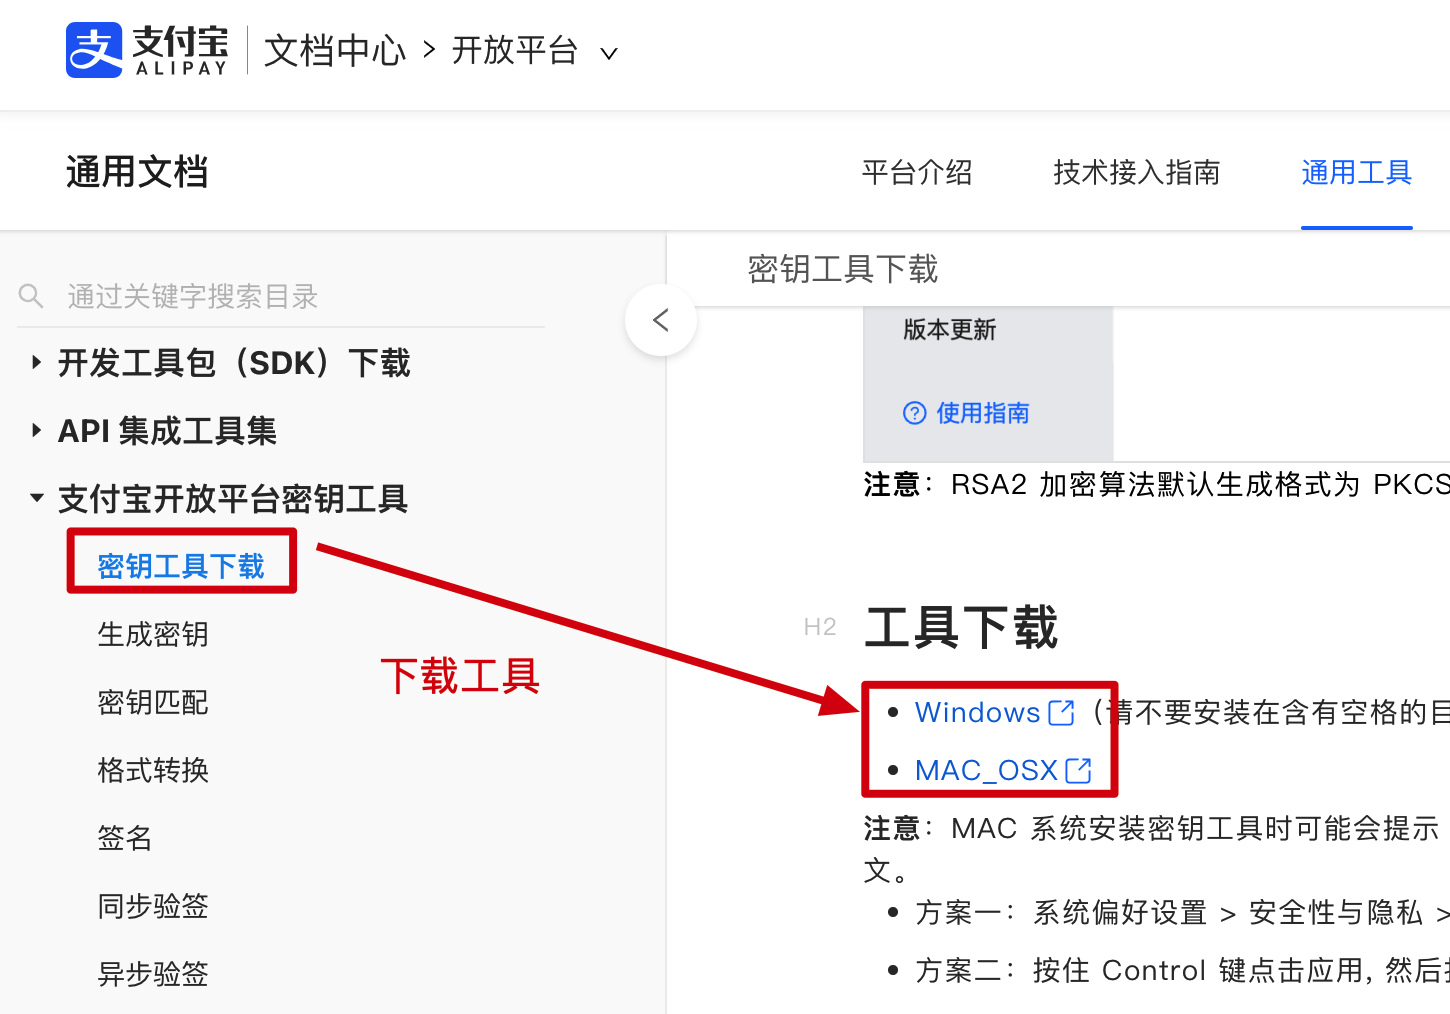 支付宝
ALIPAY
文档中心 > 开放平台
通用文档
平台介绍
技术接入指南
通用工具
通过关键字搜索目录
开发工具包（SDK）下载
API 集成工具集
支付宝开放平台密钥工具
密钥工具下载
生成密钥
密钥匹配
格式转换
签名
同步验签
异步验签
下载工具
密钥工具下载
版本更新
使用指南
注意：RSA2 加密算法默认生成格式为 PKCS
H2
工具下载
Windows（请不要安装在含有空格的目
MAC_OSX
注意：MAC 系统安装密钥工具时可能会提示
文。
方案一：系统偏好设置 > 安全性与隐私 >
方案二：按住 Control 键点击应用, 然后